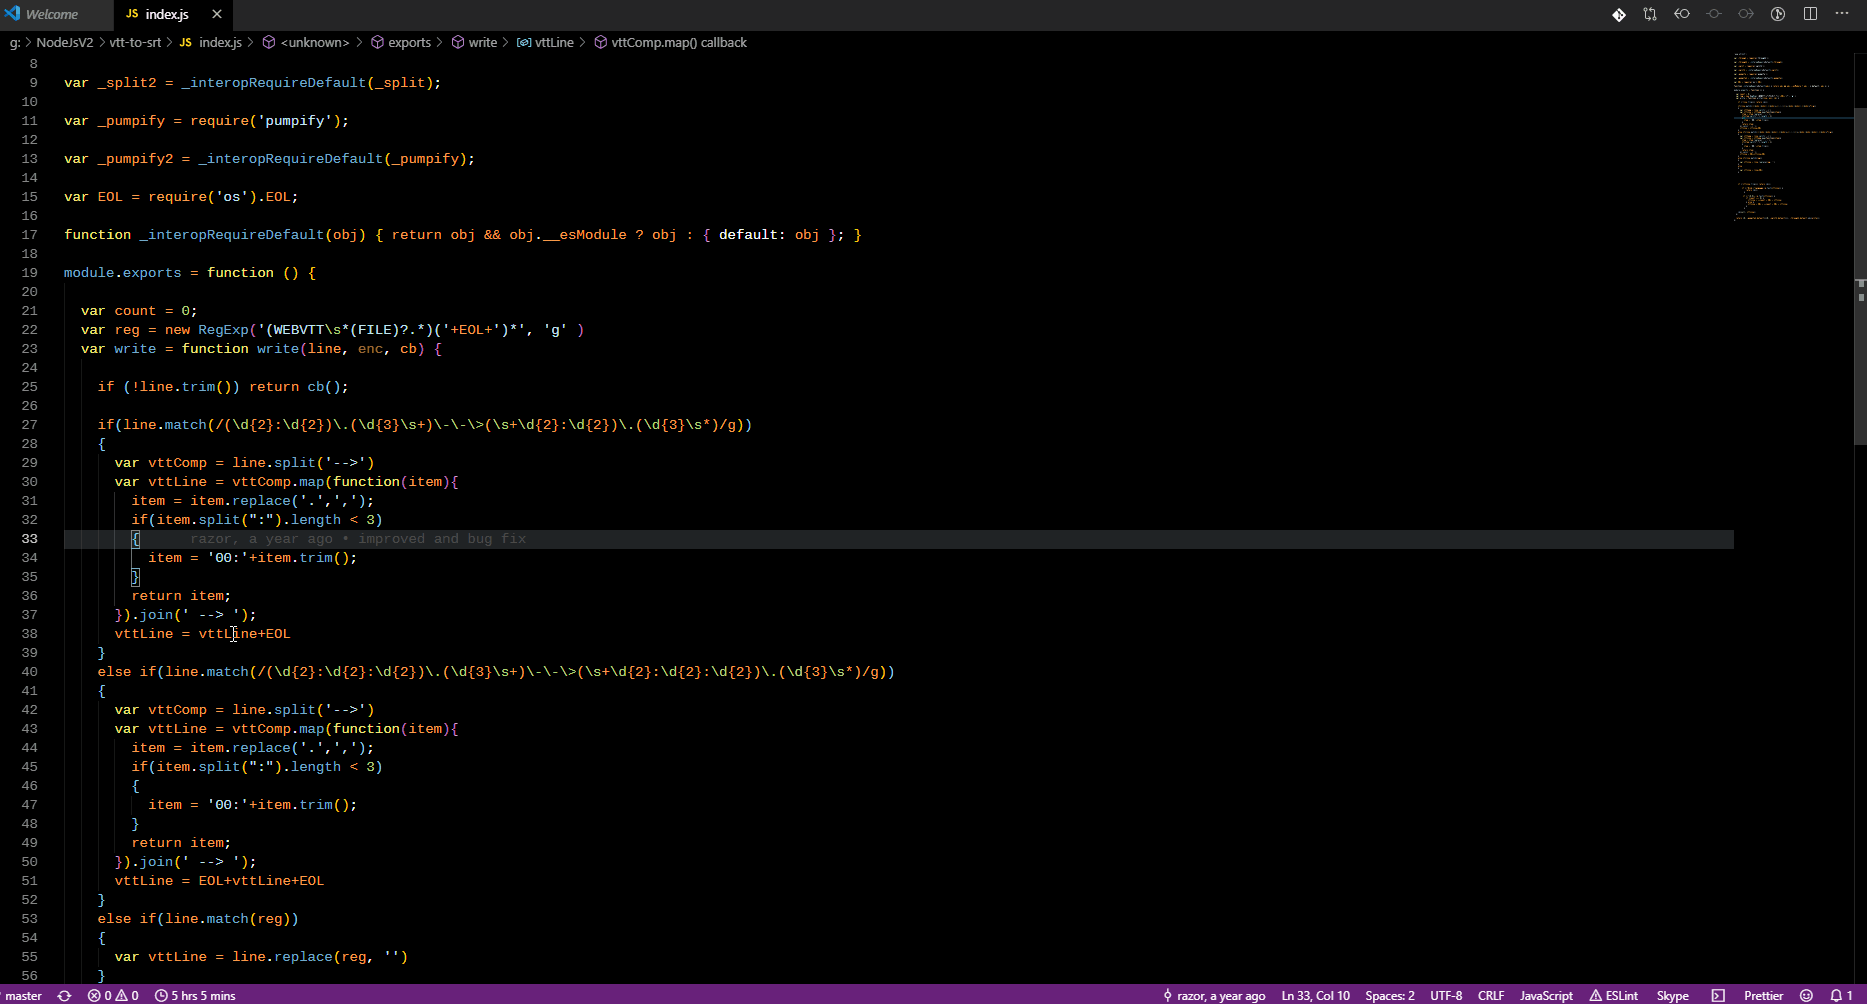 Welcome
JS index.js
g: > NodeJsV2 > vtt-to-srt > JS index.js > <unknown> > exports > write > vttLine > vttComp.map() callback
8
9 var _split2 = _interopRequireDefault(_split);
10
11 var _pumpify = require('pumpify');
12
13 var _pumpify2 = _interopRequireDefault(_pumpify);
14
15 var EOL = require('os').EOL;
16
17 function _interopRequireDefault(obj) { return obj && obj.__esModule ? obj : { default: obj }; }
18
19 module.exports = function () {
20
21 var count = 0;
22 var reg = new RegExp('(WEBVTT\s*(FILE)?.*)('+EOL+')*', 'g' )
23 var write = function write(line, enc, cb) {
24
25 if (!line.trim()) return cb();
26
27 if(line.match(/(\d{2}:\d{2})\.(\d{3}\s+)\-\-\>(\s+\d{2}:\d{2})\.(\d{3}\s*)/g))
28 {
29 var vttComp = line.split('-->')
30 var vttLine = vttComp.map(function(item){
31 item = item.replace('.',',');
32 if(item.split(":").length < 3)
33 { razor, a year ago • improved and bug fix
34 item = '00:'+item.trim();
35 }
36 return item;
37 }).join(' --> ');
38 vttLine = vttLine+EOL
39 }
40 else if(line.match(/(\d{2}:\d{2}:\d{2})\.(\d{3}\s+)\-\-\>(\s+\d{2}:\d{2}:\d{2})\.(\d{3}\s*)/g))
41 {
42 var vttComp = line.split('-->')
43 var vttLine = vttComp.map(function(item){
44 item = item.replace('.',',');
45 if(item.split(":").length < 3)
46 {
47 item = '00:'+item.trim();
48 }
49 return item;
50 }).join(' --> ');
51 vttLine = EOL+vttLine+EOL
52 }
53 else if(line.match(reg))
54 {
55 var vttLine = line.replace(reg, '')
56 }
master 0 0 5 hrs 5 mins razor, a year ago Ln 33, Col 10 Spaces: 2 UTF-8 CRLF JavaScript ESLint Skype Prettier 1